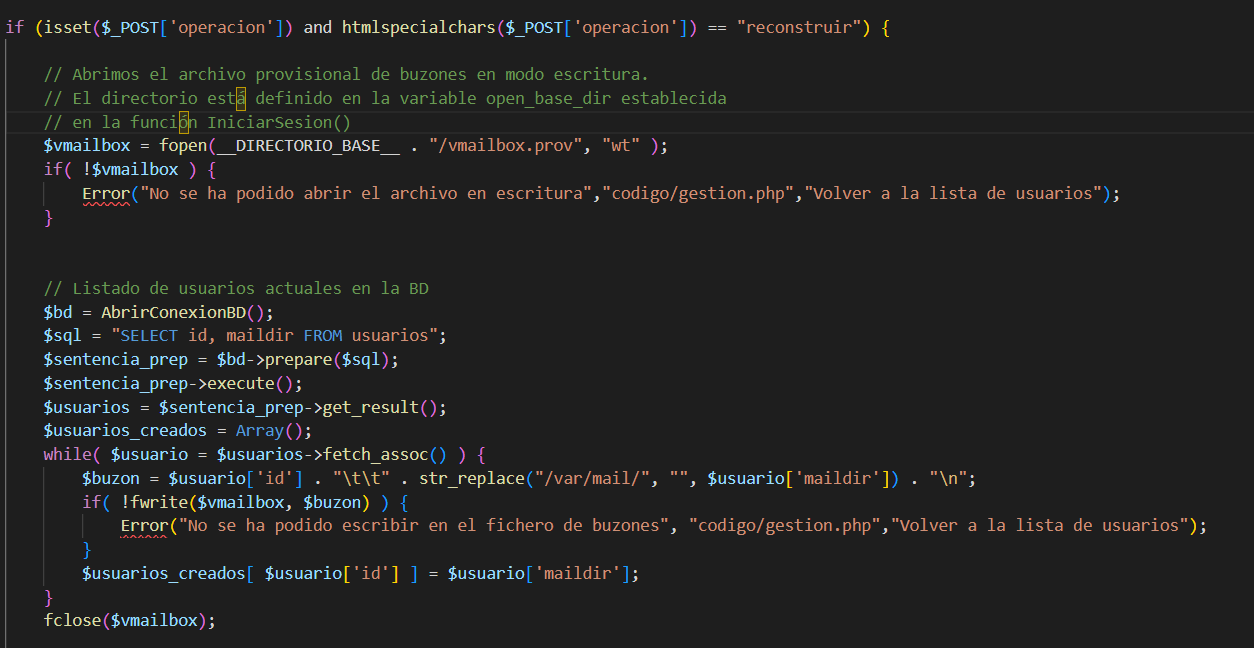 if (isset($_POST['operacion']) and htmlspecialchars($_POST['operacion']) == "reconstruir") {
// Abrimos el archivo provisional de buzones en modo escritura.
// El directorio está definido en la variable open_base_dir establecida
// en la función IniciarSesion()
$vmailbox = fopen(__DIRECTORIO_BASE__ . "/vmailbox.prov", "wt" );
if( !$vmailbox ) {
Error("No se ha podido abrir el archivo en escritura","codigo/gestion.php","Volver a la lista de usuarios");
}
// Listado de usuarios actuales en la BD
$bd = AbrirConexionBD();
$sql = "SELECT id, maildir FROM usuarios";
$sentencia_prep = $bd->prepare($sql);
$sentencia_prep->execute();
$usuarios = $sentencia_prep->get_result();
$usuarios_creados = Array();
while( $usuario = $usuarios->fetch_assoc() ) {
$buzon = $usuario['id'] . "\t\t" . str_replace("/var/mail/", "", $usuario['maildir']) . "\n";
if( !fwrite($vmailbox, $buzon) ) {
Error("No se ha podido escribir en el fichero de buzones", "codigo/gestion.php","Volver a la lista de usuarios");
}
$usuarios_creados[ $usuario['id'] ] = $usuario['maildir'];
}
fclose($vmailbox);